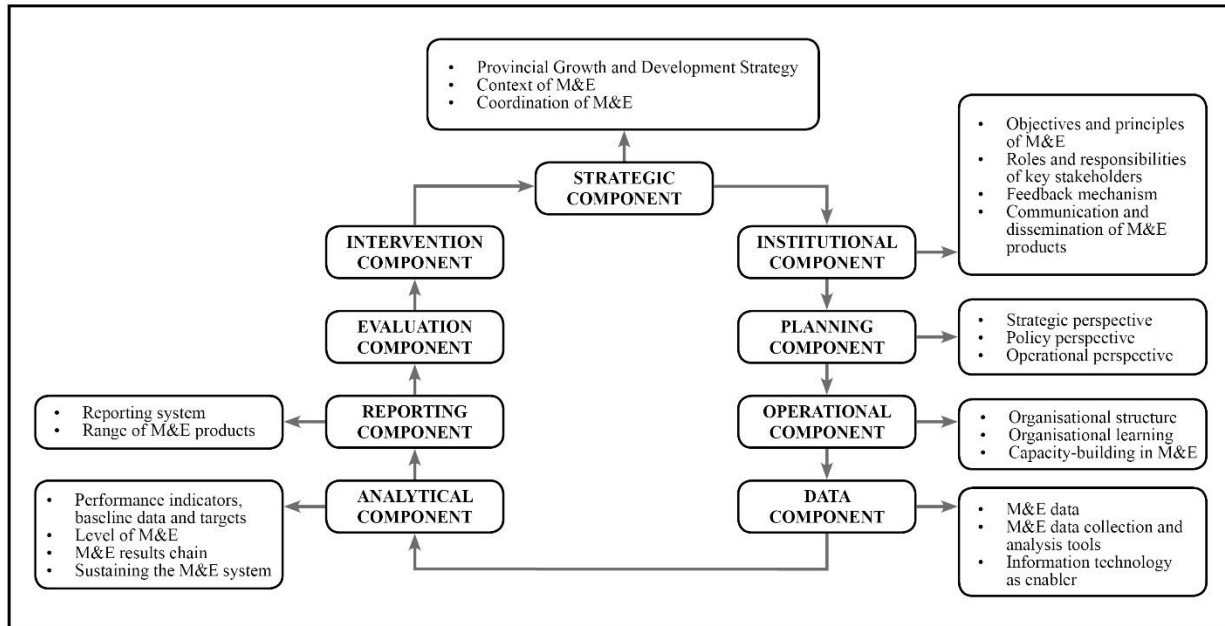 • Provincial Growth and Development Strategy
• Context of M&E
• Coordination of M&E
STRATEGIC
COMPONENT
• Objectives and principles
of M&E
• Roles and responsibilities
of key stakeholders
• Feedback mechanism
• Communication and
dissemination of M&E
products
INTERVENTION
COMPONENT
INSTITUTIONAL
COMPONENT
EVALUATION
COMPONENT
PLANNING
COMPONENT
• Strategic perspective
• Policy perspective
• Operational perspsective
• Reporting system
• Range of M&E products
REPORTING
COMPONENT
OPERATIONAL
COMPONENT
• Organisational structure
• Organisational learning
• Capacity-building in M&E
• Performance indicators,
baseline data and targets
• Level of M&E
• M&E results chain
• Sustaining the M&E system
ANALYTICAL
COMPONENT
DATA
COMPONENT
• M&E data
• M&E data collection and
analysis tools
• Information technology
as enabler